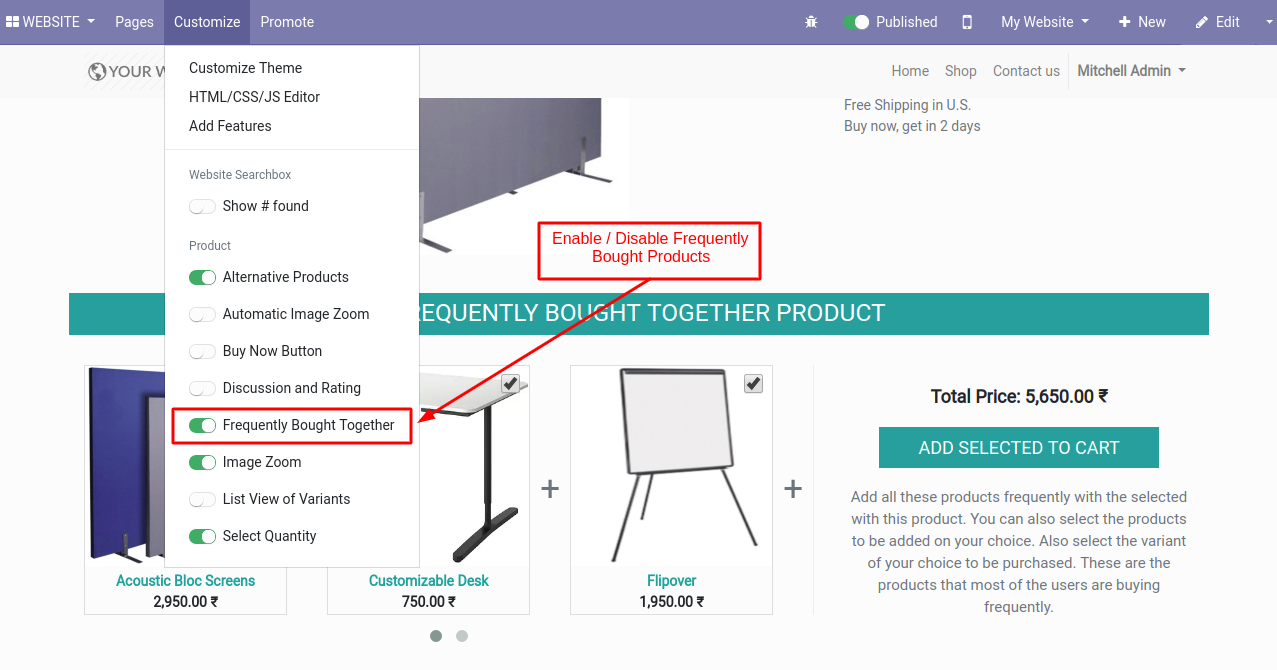 WEBSITE Pages Customize Promote Published My Website New Edit
YOUR W
Home Shop Contact us Mitchell Admin
Customize Theme
HTML/CSS/JS Editor
Add Features
Website Searchbox
Show # found
Product
Alternative Products
Automatic Image Zoom
Buy Now Button
Discussion and Rating
Frequently Bought Together
Image Zoom
List View of Variants
Select Quantity
Free Shipping in U.S.
Buy now, get in 2 days
Enable / Disable Frequently
Bought Products
REQUENTLY BOUGHT TOGETHER PRODUCT
Acoustic Bloc Screens
2,950.00 ₹
+
Customizable Desk
750.00 ₹
+
Flipover
1,950.00 ₹
Total Price: 5,650.00 ₹
ADD SELECTED TO CART
Add all these products frequently with the selected
with this product. You can also select the products
to be added on your choice. Also select the variant
of your choice to be purchased. These are the
products that most of the users are buying
frequently.